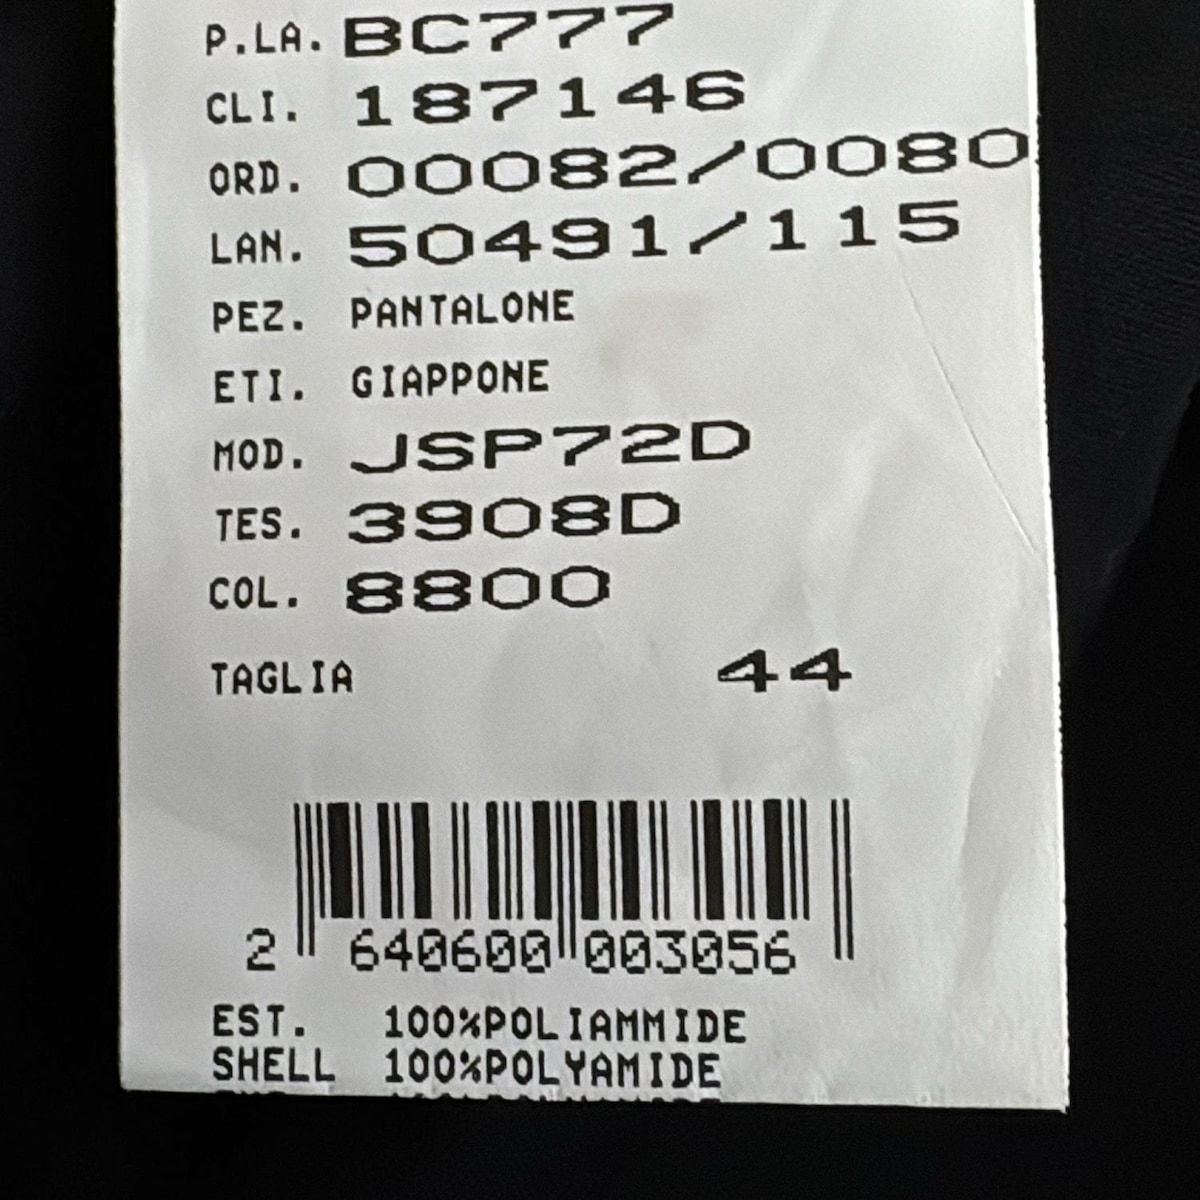 P.LA. BC777
CLI. 187146
ORD. 00082/0080
LAN. 50491/115
PEZ. PANTALONE
ETI. GIAPPONE
MOD. JSP72D
TES. 3908D
COL. 8800
TAGLIA 44
2 640600 003056
EST. 100%POLIAMMIDE
SHELL 100%POLYAMIDE